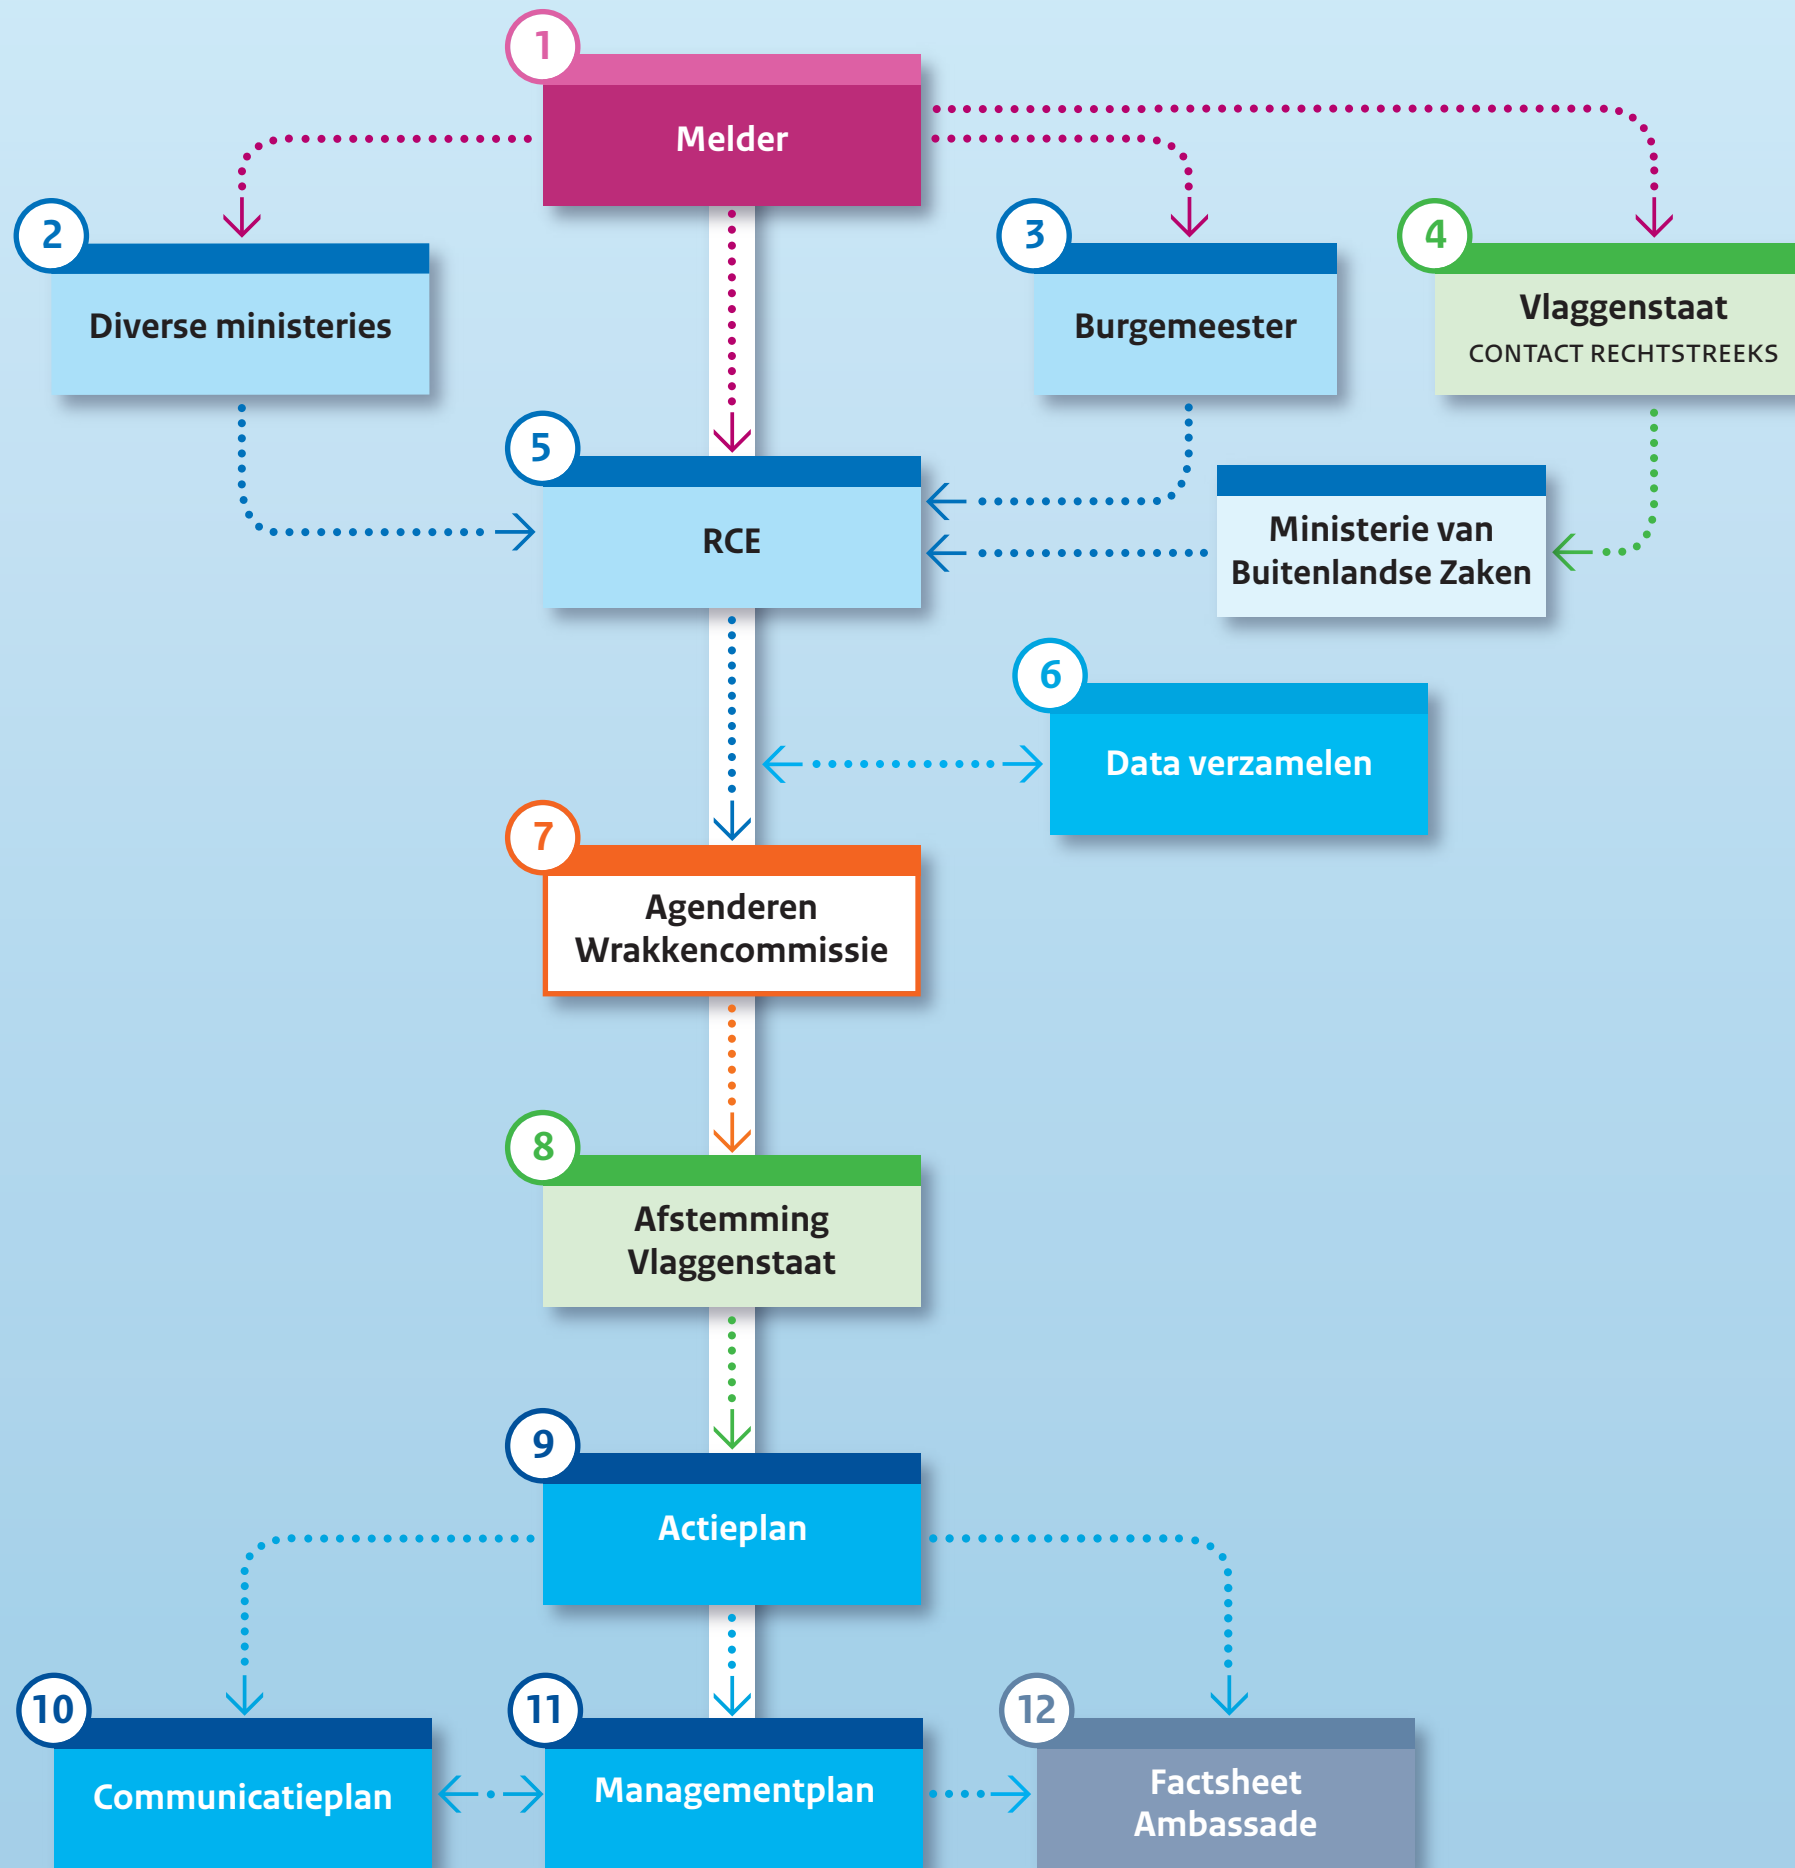 1
Melder
2
Diverse ministeries
3
Burgemeester
4
Vlaggenstaat
CONTACT RECHTSTREEKS
5
RCE
Ministerie van
Buitenlandse Zaken
6
Data verzamelen
7
Agenderen
Wrakkencommissie
8
Afstemming
Vlaggenstaat
9
Actieplan
10
Communicatieplan
11
Managementplan
12
Factsheet
Ambassade